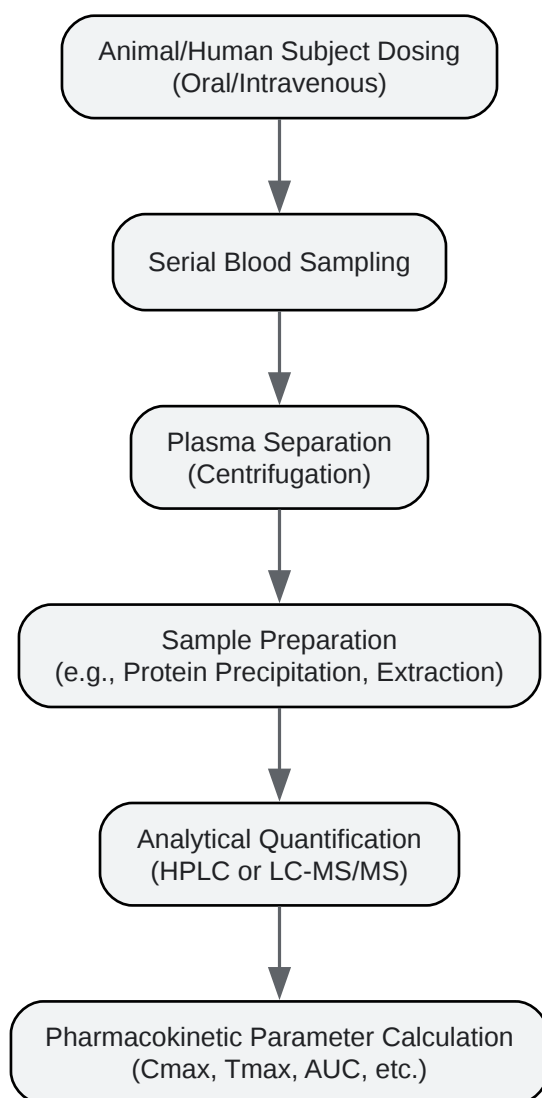 Animal/Human Subject Dosing
(Oral/Intravenous)
Serial Blood Sampling
Plasma Separation
(Centrifugation)
Sample Preparation
(e.g., Protein Precipitation, Extraction)
Analytical Quantification
(HPLC or LC-MS/MS)
Pharmacokinetic Parameter Calculation
(Cmax, Tmax, AUC, etc.)